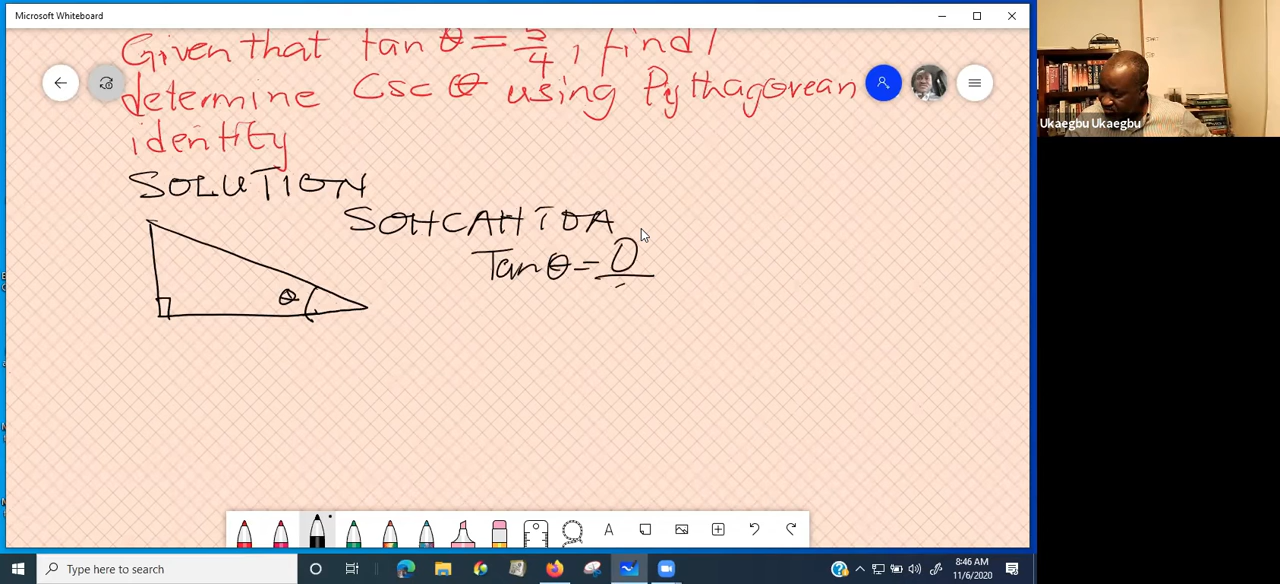 Microsoft Whiteboard
Given that tan θ = 5/4, find /
determine Csc θ using Pythagorean
identity
SOLUTION
SOHCAHTOA
Tan θ = O
θ
Ukaegbu Ukaegbu
A
Type here to search
8:46 AM
11/6/2020